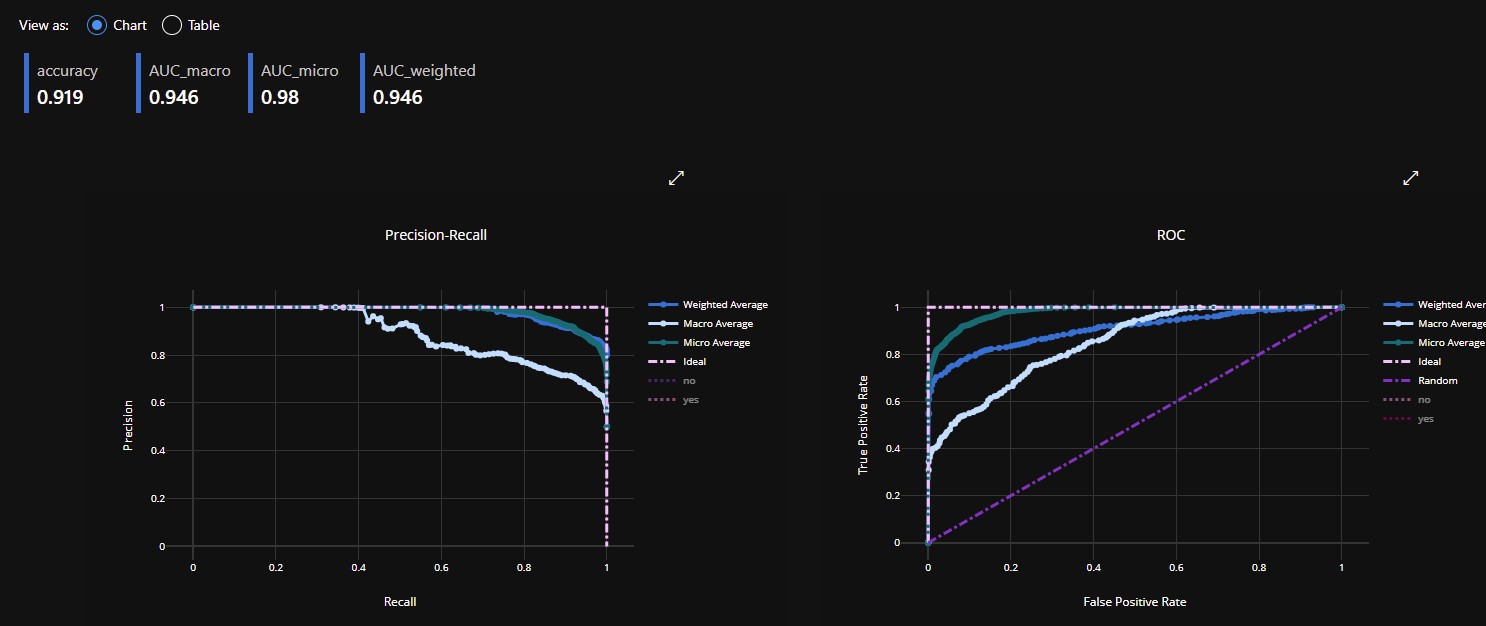 View as: Chart Table
accuracy AUC_macro AUC_micro AUC_weighted
0.919 0.946 0.98 0.946
Precision-Recall
1
0.8
0.6
0.4
0.2
0
Precision
0 0.2 0.4 0.6 0.8 1
Recall
Weighted Average
Macro Average
Micro Average
Ideal
no
yes
ROC
1
0.8
0.6
0.4
0.2
0
True Positive Rate
0 0.2 0.4 0.6 0.8 1
False Positive Rate
Weighted Aver
Macro Average
Micro Average
Ideal
Random
no
yes